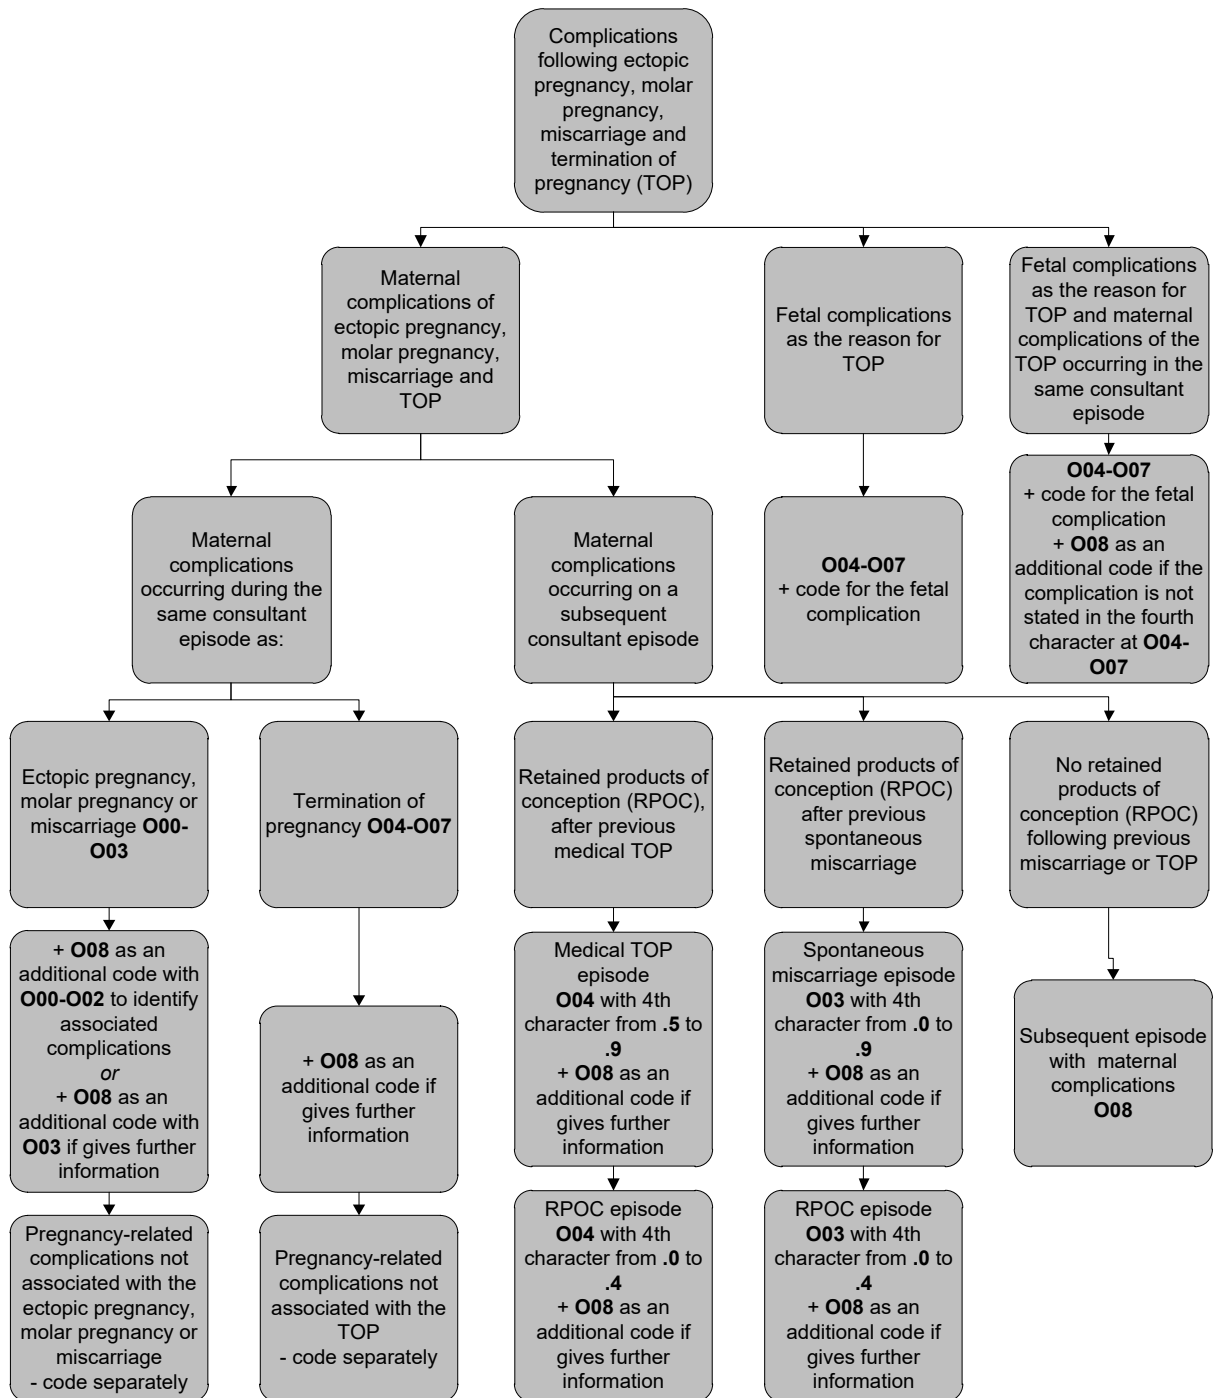 Complications
following ectopic
pregnancy, molar
pregnancy,
miscarriage and
termination of
pregnancy (TOP)
Maternal
complications of
ectopic pregnancy,
molar pregnancy,
miscarriage and
TOP
Fetal complications
as the reason for
TOP
Fetal complications
as the reason for
TOP and maternal
complications of the
TOP occurring in the
same consultant
episode
Maternal
complications
occurring during the
same consultant
episode as:
Maternal
complications
occurring on a
subsequent
consultant episode
O04-O07
+ code for the fetal
complication
O04-O07
+ code for the fetal
complication
+ O08 as an
additional code if the
complication is not
stated in the fourth
character at O04-
O07
Ectopic pregnancy,
molar pregnancy or
miscarriage O00-
O03
Termination of
pregnancy O04-O07
Retained products of
conception (RPOC),
after previous
medical TOP
Retained products of
conception (RPOC)
after previous
spontaneous
miscarriage
No retained
products of
conception (RPOC)
following previous
miscarriage or TOP
+ O08 as an
additional code with
O00-O02 to identify
associated
complications
or
+ O08 as an
additional code with
O03 if gives further
information
+ O08 as an
additional code if
gives further
information
Medical TOP
episode
O04 with 4th
character from .5 to
.9
+ O08 as an
additional code if
gives further
information
Spontaneous
miscarriage episode
O03 with 4th
character from .0 to
.9
+ O08 as an
additional code if
gives further
information
Subsequent episode
with maternal
complications
O08
Pregnancy-related
complications not
associated with the
ectopic pregnancy,
molar pregnancy or
miscarriage
- code separately
Pregnancy-related
complications not
associated with the
TOP
- code separately
RPOC episode
O04 with 4th
character from .0 to
.4
+ O08 as an
additional code if
gives further
information
RPOC episode
O03 with 4th
character from .0 to
.4
+ O08 as an
additional code if
gives further
information